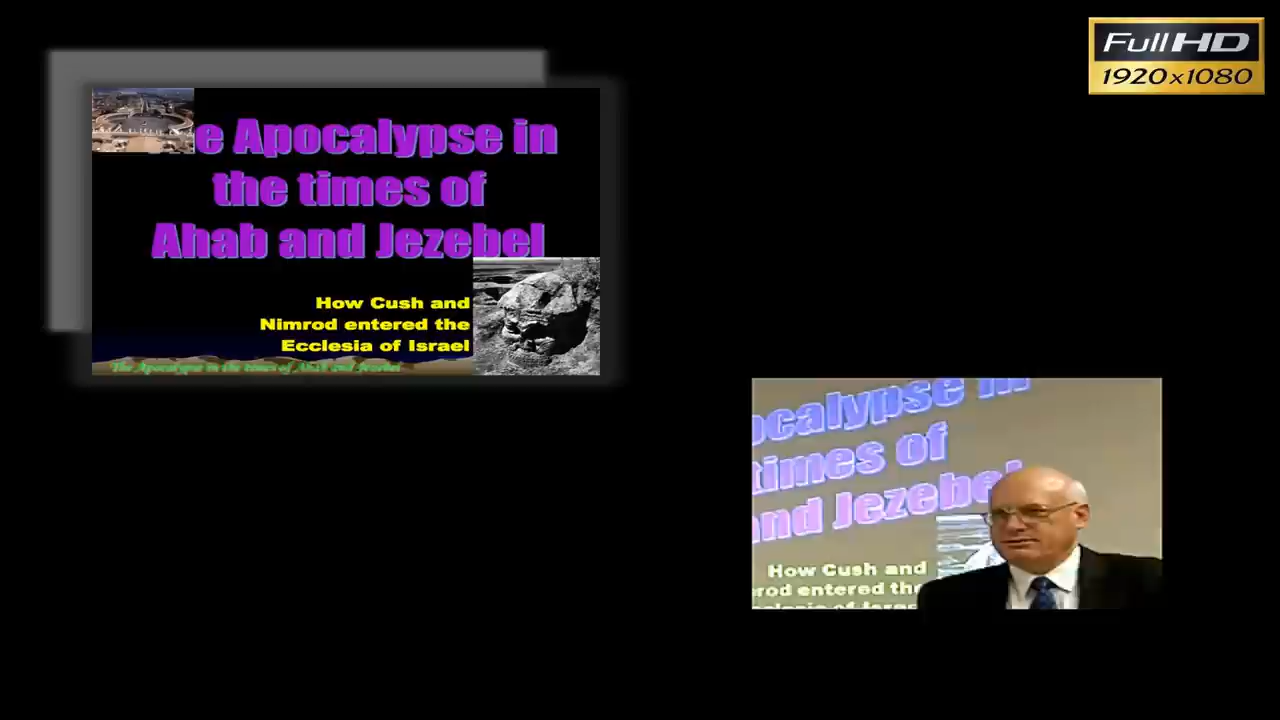 Full HD
1920x1080
e Apocalypse in
the times of
Ahab and Jezebel
How Cush and
Nimrod entered the
Ecclesia of Israel
The Apocalypse in the times of Ahab and Jezebel
ocalypse in
times of
and Jezebel
How Cush and
rod entered the